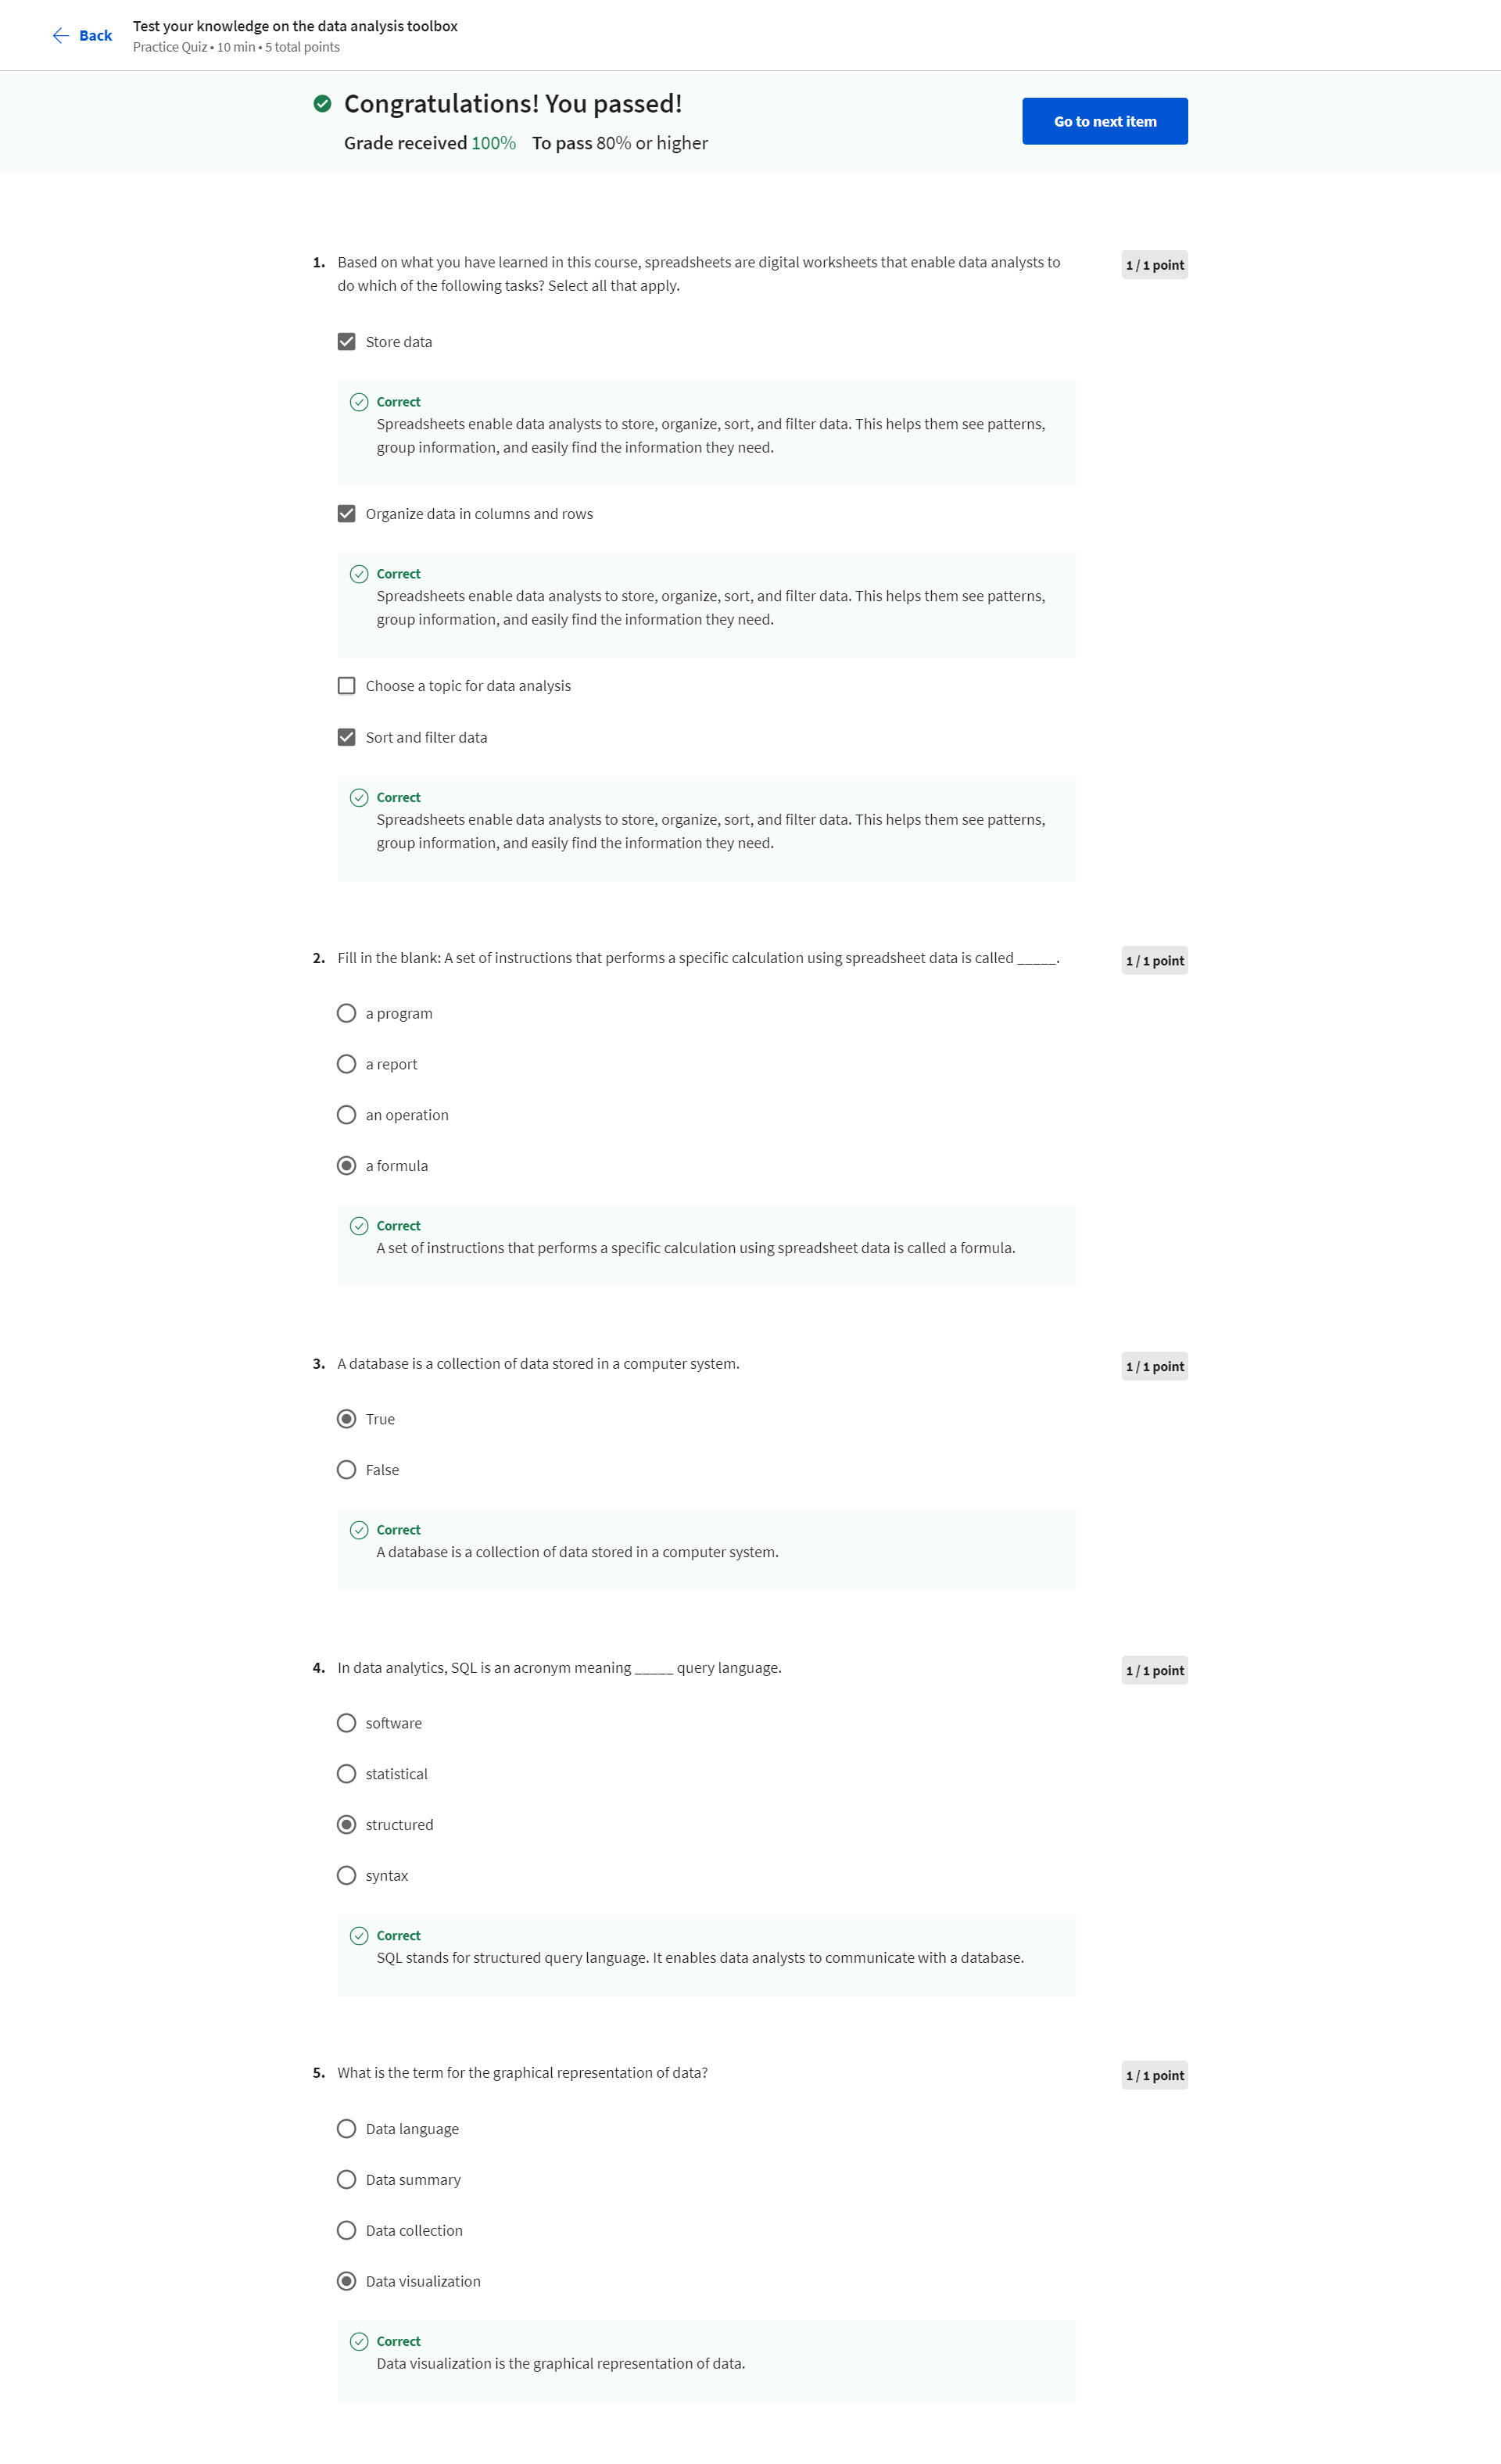 Back
Test your knowledge on the data analysis toolbox
Practice Quiz • 10 min • 5 total points
Congratulations! You passed!
Grade received 100% To pass 80% or higher
Go to next item
1. Based on what you have learned in this course, spreadsheets are digital worksheets that enable data analysts to
do which of the following tasks? Select all that apply.
1 / 1 point
Store data
Correct
Spreadsheets enable data analysts to store, organize, sort, and filter data. This helps them see patterns,
group information, and easily find the information they need.
Organize data in columns and rows
Correct
Spreadsheets enable data analysts to store, organize, sort, and filter data. This helps them see patterns,
group information, and easily find the information they need.
Choose a topic for data analysis
Sort and filter data
Correct
Spreadsheets enable data analysts to store, organize, sort, and filter data. This helps them see patterns,
group information, and easily find the information they need.
2. Fill in the blank: A set of instructions that performs a specific calculation using spreadsheet data is called _____.
1 / 1 point
a program
a report
an operation
a formula
Correct
A set of instructions that performs a specific calculation using spreadsheet data is called a formula.
3. A database is a collection of data stored in a computer system.
1 / 1 point
True
False
Correct
A database is a collection of data stored in a computer system.
4. In data analytics, SQL is an acronym meaning _____ query language.
1 / 1 point
software
statistical
structured
syntax
Correct
SQL stands for structured query language. It enables data analysts to communicate with a database.
5. What is the term for the graphical representation of data?
1 / 1 point
Data language
Data summary
Data collection
Data visualization
Correct
Data visualization is the graphical representation of data.